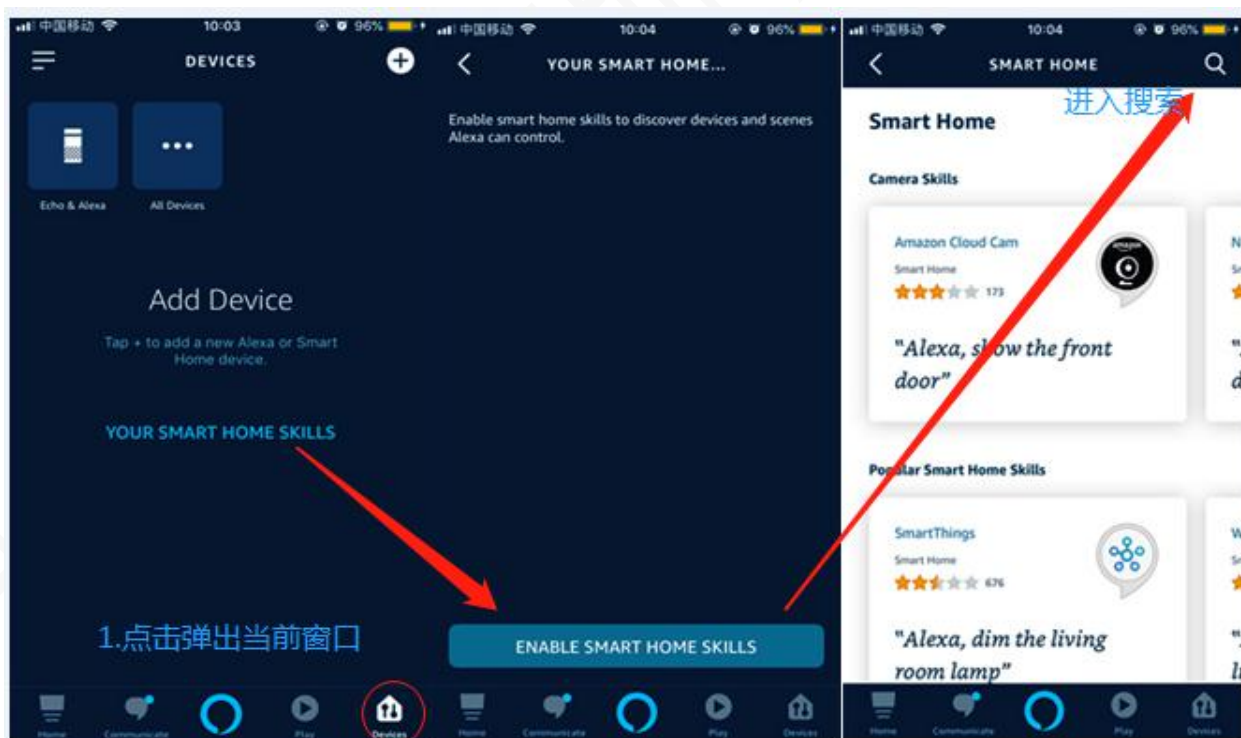 中国移动 10:03 96%
DEVICES
Echo & Alexa All Devices
Add Device
Tap + to add a new Alexa or Smart
Home device.
YOUR SMART HOME SKILLS
1.点击弹出当前窗口
Home Communicate Play Devices
中国移动 10:04 96%
YOUR SMART HOME...
Enable smart home skills to discover devices and scenes
Alexa can control.
ENABLE SMART HOME SKILLS
Home Communicate Play Devices
中国移动 10:04 96%
SMART HOME
进入搜索
Smart Home
Camera Skills
Amazon Cloud Cam
Smart Home
173
"Alexa, show the front
door"
Popular Smart Home Skills
SmartThings
Smart Home
676
"Alexa, dim the living
room lamp"
Home Communicate Play Devices